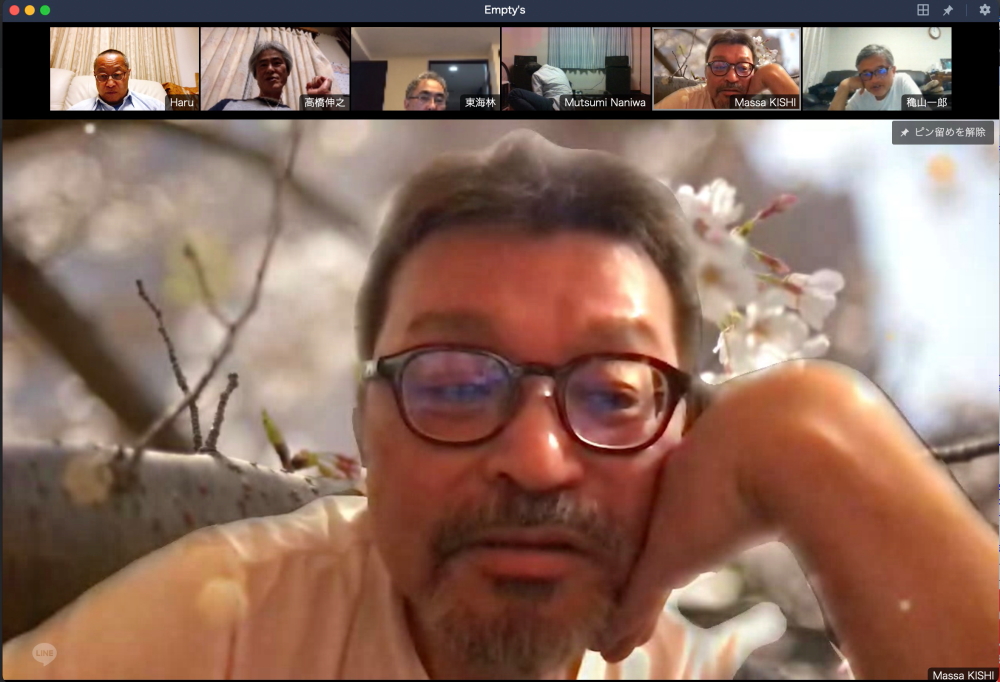 Empty's
Haru
高橋伸之
東海林
Mutsumi Naniwa
Massa KISHI
穐山一郎
ピン留めを解除
LINE
Massa KISHI